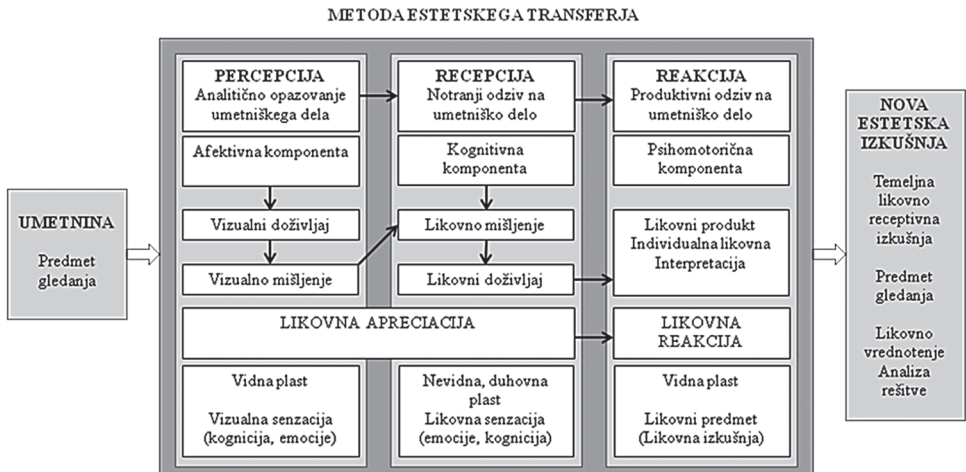 METODA ESTETSKEGA TRANSFERJA
UMETNINA
Predmet
gledanja
PERCEPCIJA
Analitično opazovanje
umetniškega dela
Afektivna komponenta
Vizualni doživljaj
Vizualno mišljenje
RECEPCIJA
Notranji odziv na
umetniško delo
Kognitivna
komponenta
Likovno mišljenje
Likovni doživljaj
REAKCIJA
Produktivni odziv na
umetniško delo
Psihomotorična
komponenta
Likovni produkt
Individualna likovna
Interpretacija
LIKOVNA APRECIACIJA
LIKOVNA
REAKCIJA
Vidna plast
Vizualna senzacija
(kognicija, emocije)
Nevidna, duhovna
plast
Likovna senzacija
(emocije, kognicija)
Vidna plast
Likovni predmet
(Likovna izkušnja)
NOVA
ESTETSKA
IZKUŠNJA
Temeljna
likovno
receptivna
izkušnja
Predmet
gledanja
Likovno
vrednotenje
Analiza
rešitve